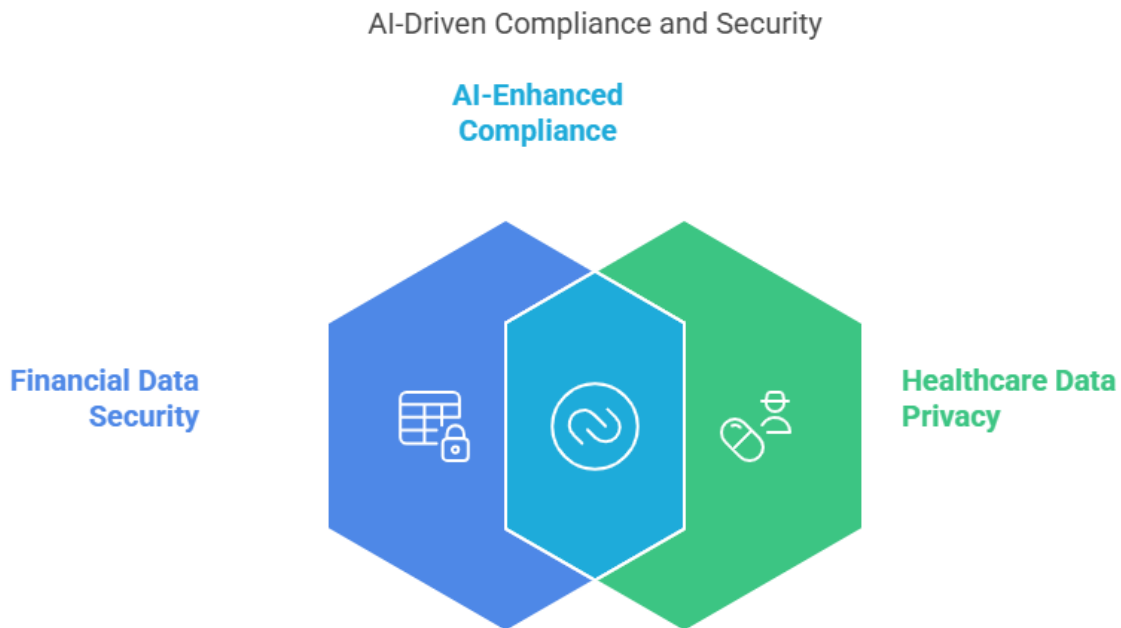 AI-Driven Compliance and Security
AI-Enhanced
Compliance
Financial Data
Security
Healthcare Data
Privacy